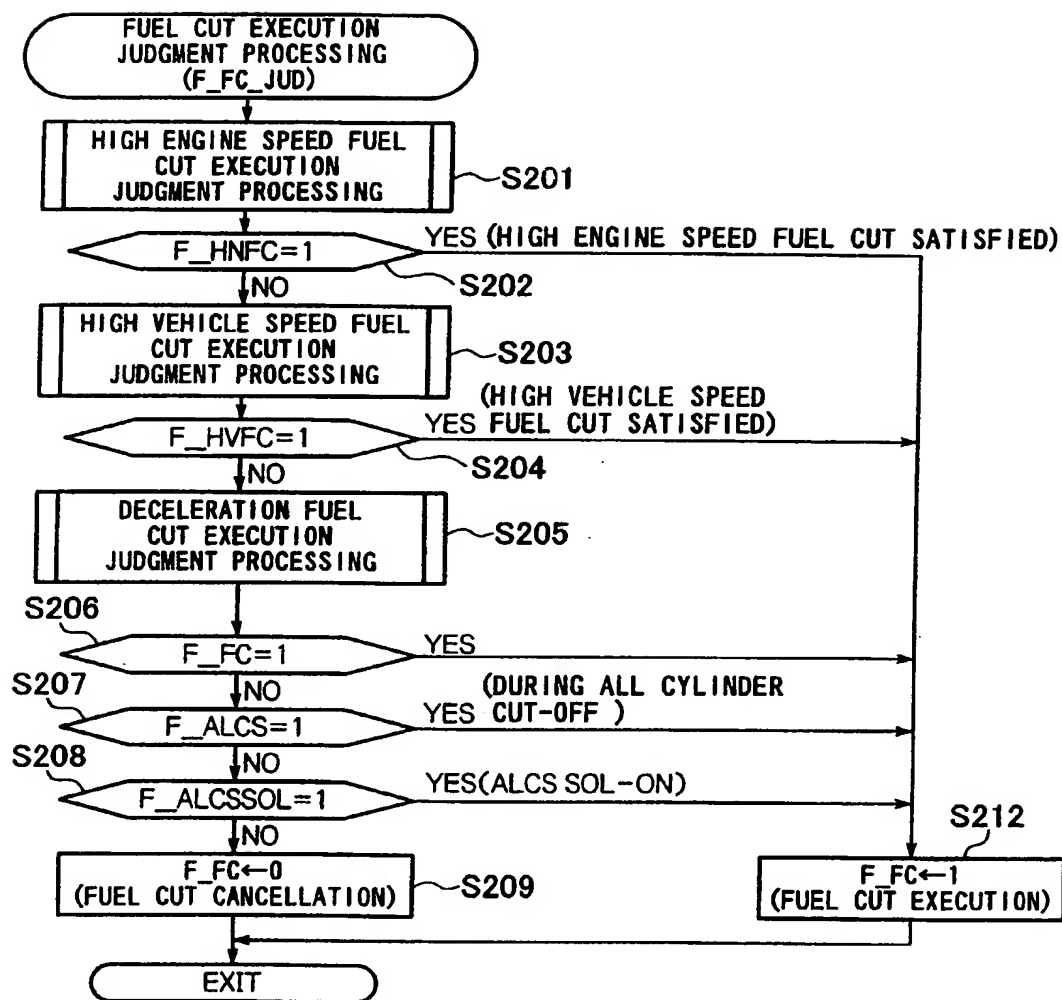 FUEL CUT EXECUTION
JUDGMENT PROCESSING
(F_FC_JUD)
HIGH ENGINE SPEED FUEL
CUT EXECUTION
JUDGMENT PROCESSING
S201
F_HNFC=1
YES (HIGH ENGINE SPEED FUEL CUT SATISFIED)
S202
NO
HIGH VEHICLE SPEED FUEL
CUT EXECUTION
JUDGMENT PROCESSING
S203
(HIGH VEHICLE SPEED
YES FUEL CUT SATISFIED)
F_HVFC=1
S204
NO
DECELERATION FUEL
CUT EXECUTION
JUDGMENT PROCESSING
S205
S206
F_FC=1
YES
NO
S207
(DURING ALL CYLINDER
YES CUT-OFF )
F_ALCS=1
NO
S208
F_ALCSSOL=1
YES(ALCS SOL-ON)
NO
F_FC←0
(FUEL CUT CANCELLATION)
S209
S212
F_FC←1
(FUEL CUT EXECUTION)
EXIT